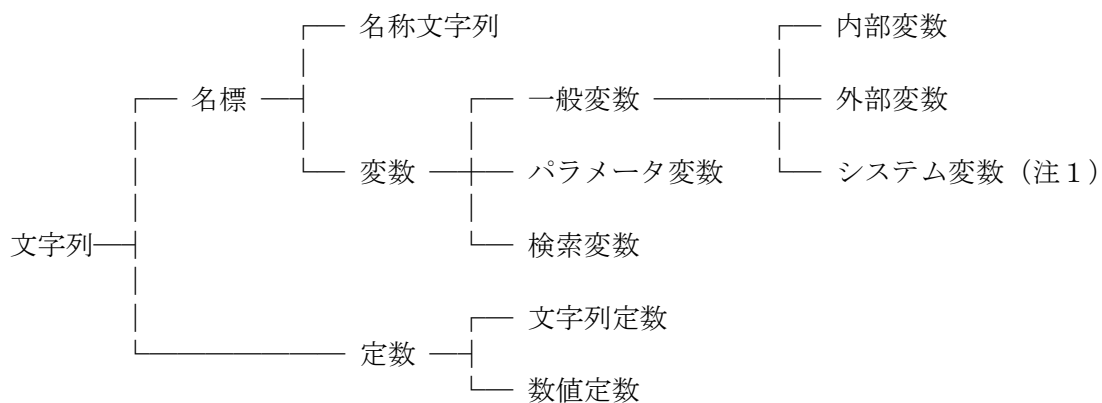 名称文字列 内部変数
名標 一般変数 外部変数
変数 パラメータ変数 システム変数（注１）
文字列 検索変数
文字列定数
定数
数値定数